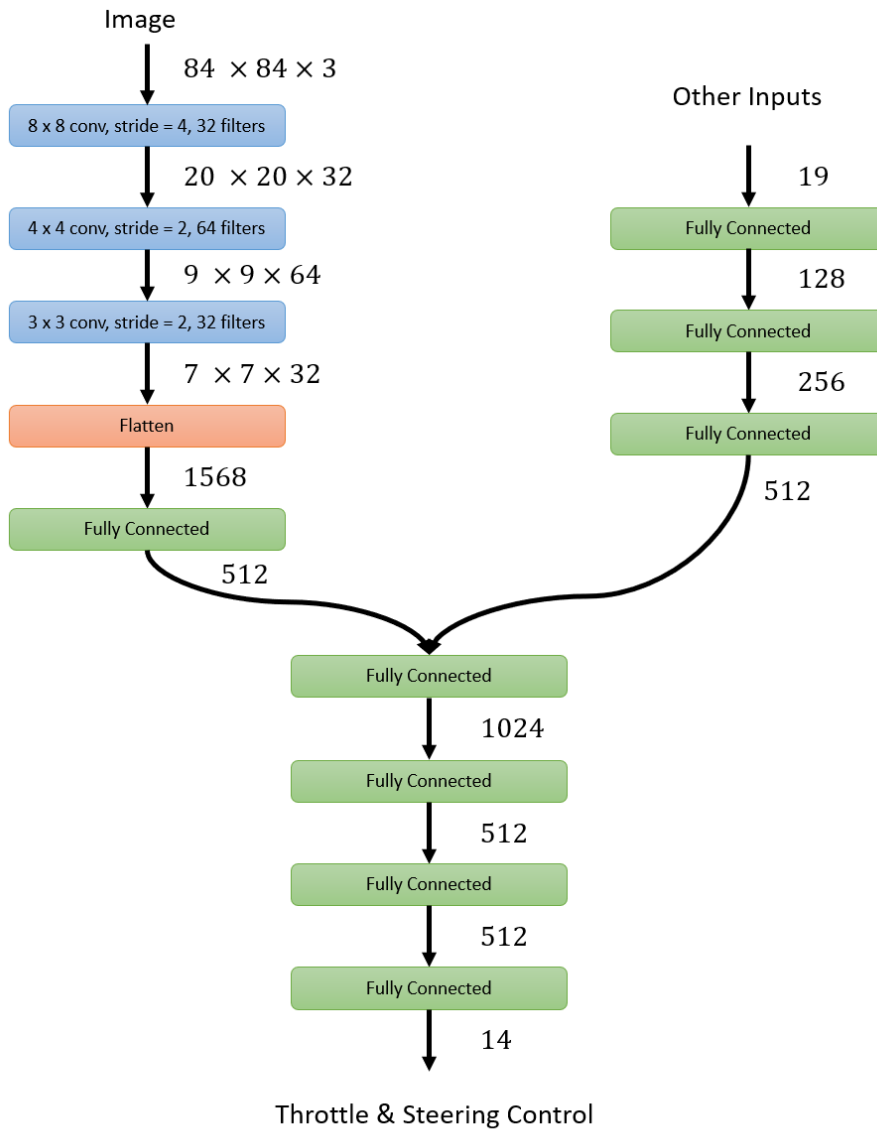 Image
84 × 84 × 3
8 x 8 conv, stride = 4, 32 filters
20 × 20 × 32
4 x 4 conv, stride = 2, 64 filters
9 × 9 × 64
3 x 3 conv, stride = 2, 32 filters
7 × 7 × 32
Flatten
1568
Fully Connected
512
Other Inputs
19
Fully Connected
128
Fully Connected
256
Fully Connected
512
Fully Connected
1024
Fully Connected
512
Fully Connected
512
Fully Connected
14
Throttle & Steering Control